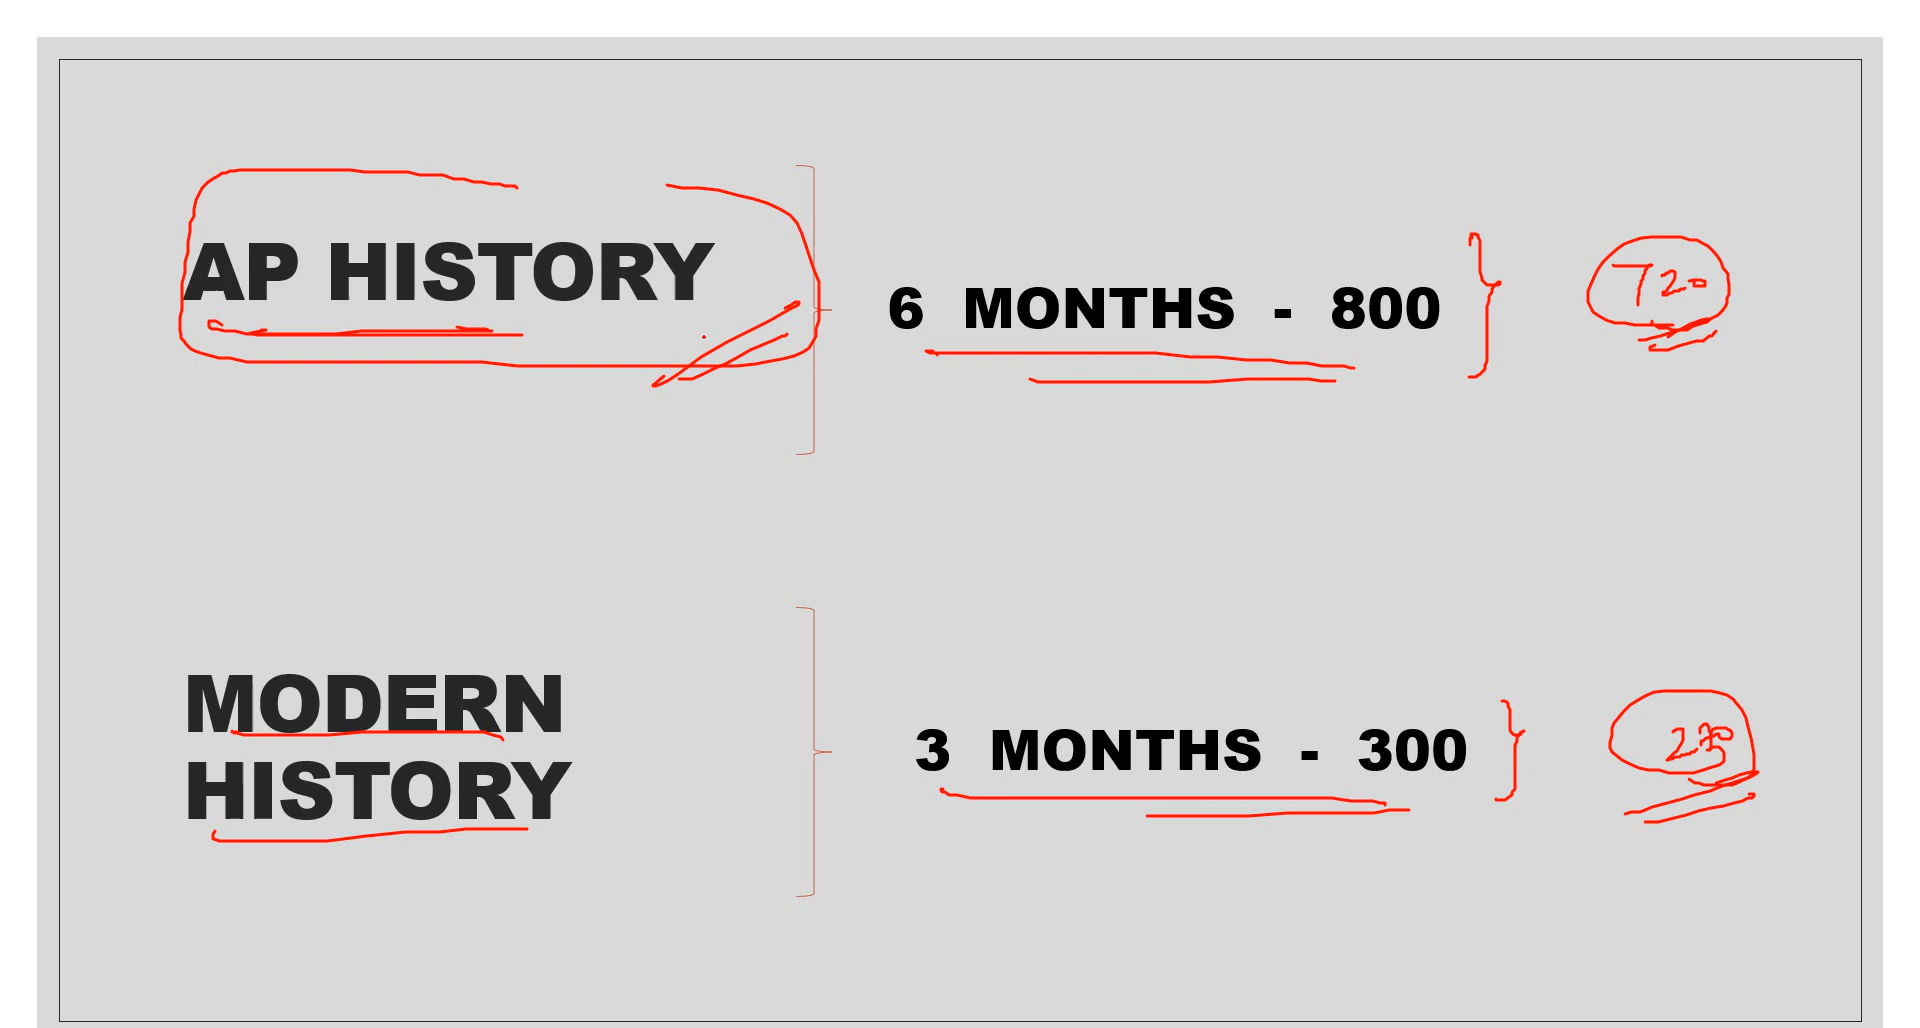 AP HISTORY
6 MONTHS - 800
720
MODERN
HISTORY
3 MONTHS - 300